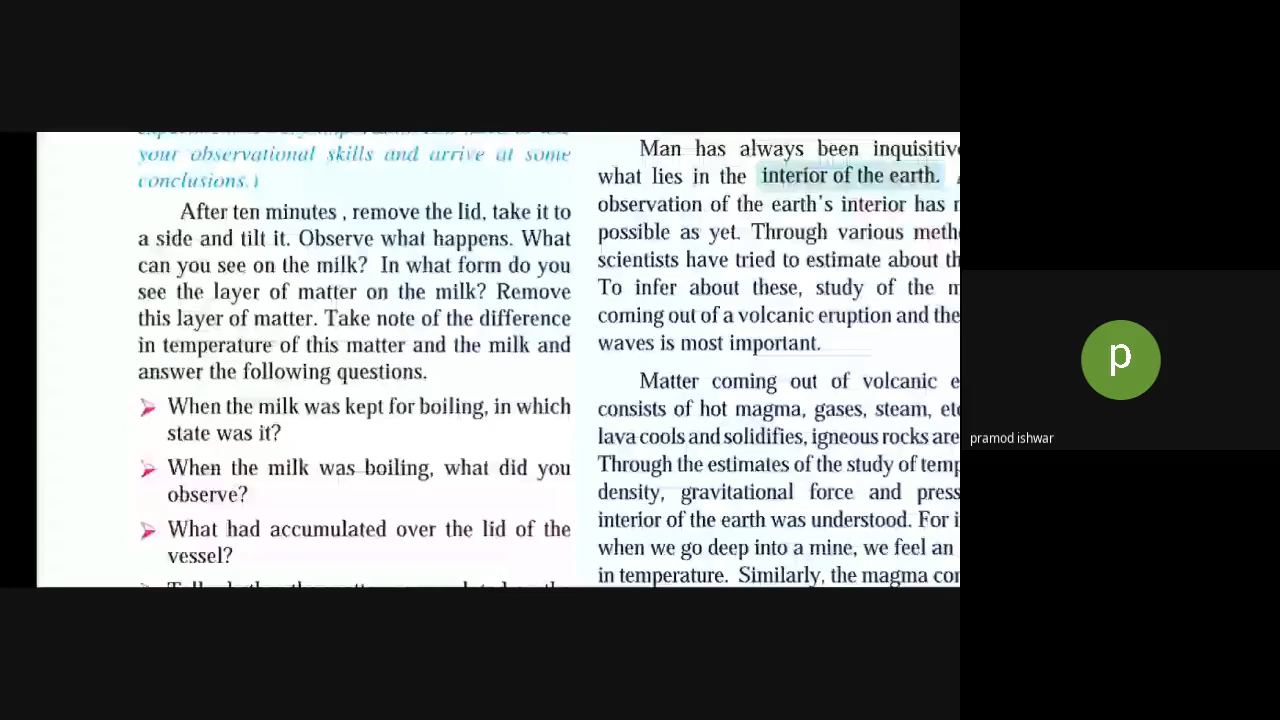 your observational skills and arrive at some
conclusions.)
After ten minutes , remove the lid, take it to
a side and tilt it. Observe what happens. What
can you see on the milk? In what form do you
see the layer of matter on the milk? Remove
this layer of matter. Take note of the difference
in temperature of this matter and the milk and
answer the following questions.
➢ When the milk was kept for boiling, in which
state was it?
➢ When the milk was boiling, what did you
observe?
➢ What had accumulated over the lid of the
vessel?
Man has always been inquisitive
what lies in the interior of the earth.
observation of the earth's interior has
possible as yet. Through various
scientists have tried to estimate about
To infer about these, study of the
coming out of a volcanic eruption and the
waves is most important.
Matter coming out of volcanic
consists of hot magma, gases, steam,
lava cools and solidifies, igneous rocks are
Through the estimates of the study of
density, gravitational force and
interior of the earth was understood. For
when we go deep into a mine, we feel an
in temperature. Similarly, the magma
p
pramod ishwar